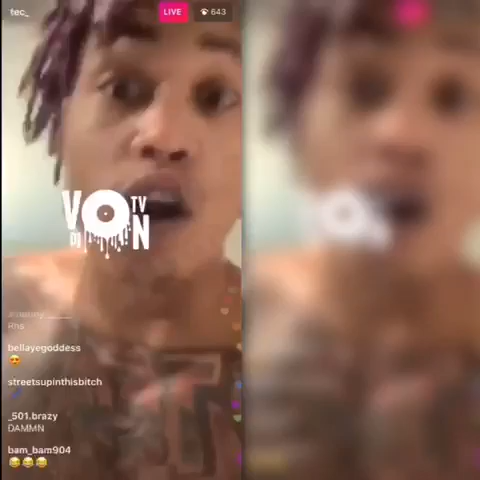 tec_
LIVE
643
VON
TV
DJ
Rns
bellayegoddess
streetsupinthisbitch
_501.brazy
DAMMN
bam_bam904